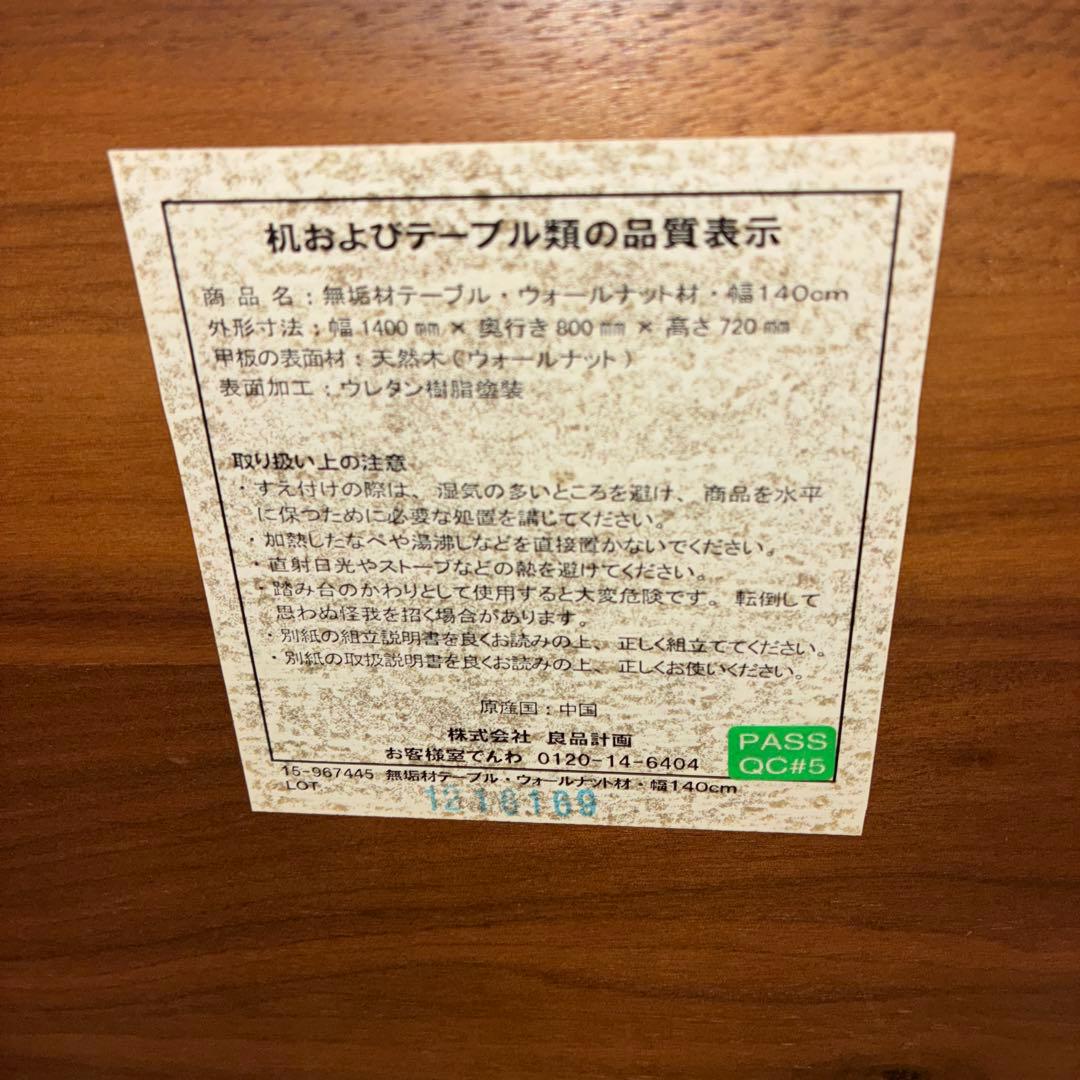 机およびテーブル類の品質表示
商品名：無垢材テーブル・ウォールナット材・幅140cm
外形寸法：幅1400㎜×奥行き800㎜×高さ720㎜
甲板の表面材：天然木(ウォールナット)
表面加工：ウレタン樹脂塗装
取り扱い上の注意
・すえ付けの際は、湿気の多いところを避け、商品を水平
に保つために必要な処置を講じてください。
・加熱したなべや湯沸しなどを直接置かないでください。
・直射日光やストーブなどの熱を避けてください。
・踏み台のかわりとして使用すると大変危険です。転倒して
思わぬ怪我を招く場合があります。
・別紙の組立説明書を良くお読みの上、正しく組立ててください。
・別紙の取扱説明書を良くお読みの上、正しくお使いください。
原産国：中国
株式会社 良品計画
お客様室でんわ 0120-14-6404
PASS
QC#5
15-967445 無垢材テーブル・ウォールナット材・幅140cm
LOT